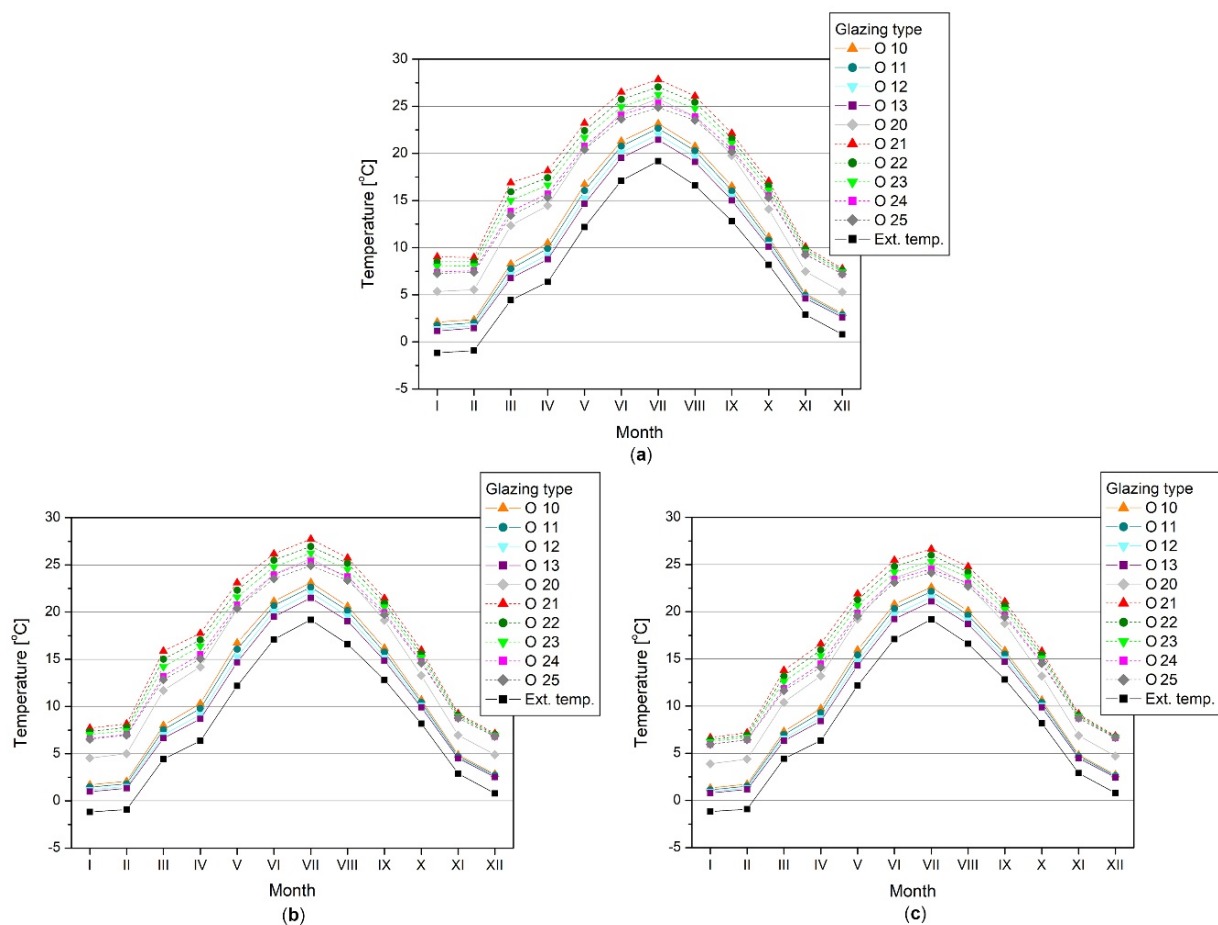 Glazing type
O 10
O 11
O 12
O 13
O 20
O 21
O 22
O 23
O 24
O 25
Ext. temp.
30
25
20
15
10
5
0
-5
Temperature [°C]
I II III IV V VI VII VIII IX X XI XII
Month
(a)
Glazing type
O 10
O 11
O 12
O 13
O 20
O 21
O 22
O 23
O 24
O 25
Ext. temp.
30
25
20
15
10
5
0
-5
Temperature [°C]
I II III IV V VI VII VIII IX X XI XII
Month
(b)
Glazing type
O 10
O 11
O 12
O 13
O 20
O 21
O 22
O 23
O 24
O 25
Ext. temp.
30
25
20
15
10
5
0
-5
Temperature [°C]
I II III IV V VI VII VIII IX X XI XII
Month
(c)